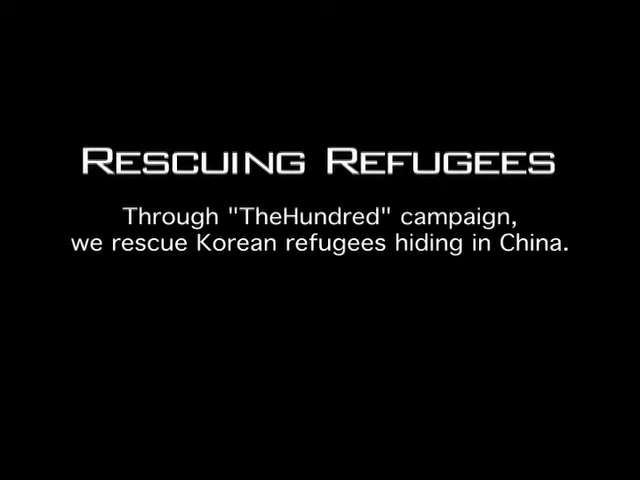 RESCUING REFUGEES
Through "TheHundred" campaign,
we rescue Korean refugees hiding in China.